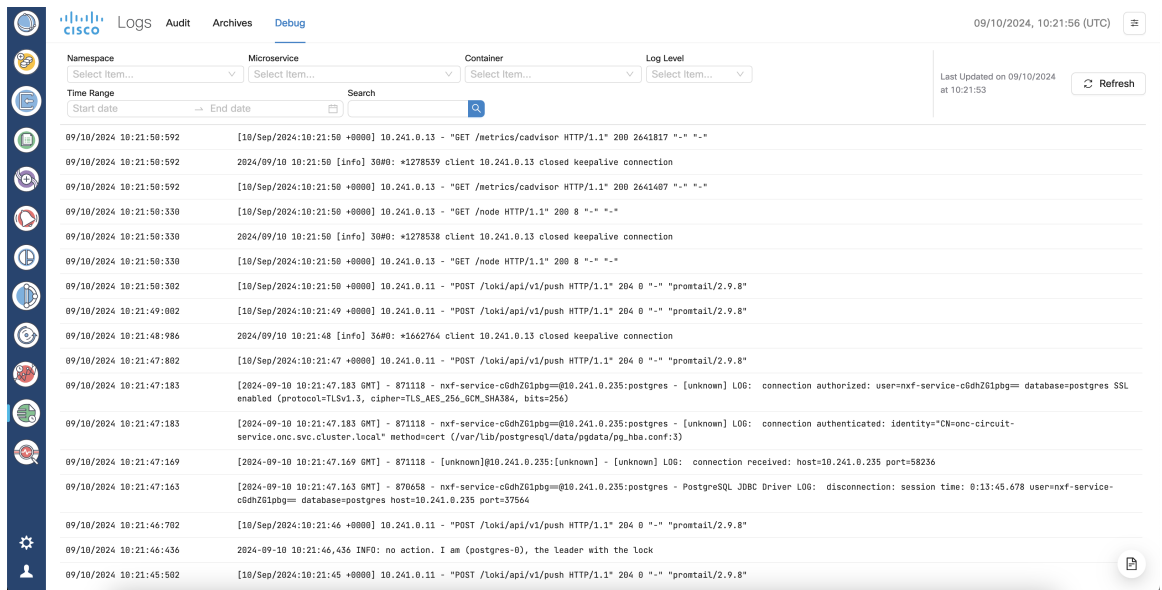 CISCO Logs Audit Archives Debug 09/10/2024, 10:21:56 (UTC)
Namespace Microservice Container Log Level
Select Item... Select Item... Select Item... Select Item...
Last Updated on 09/10/2024
at 10:21:53
Refresh
Time Range Search
Start date → End date
09/10/2024 10:21:50:592 [10/Sep/2024:10:21:50 +0000] 10.241.0.13 - "GET /metrics/cadvisor HTTP/1.1" 200 2641817 "-" "-"
09/10/2024 10:21:50:592 2024/09/10 10:21:50 [info] 30#0: *1278539 client 10.241.0.13 closed keepalive connection
09/10/2024 10:21:50:592 [10/Sep/2024:10:21:50 +0000] 10.241.0.13 - "GET /metrics/cadvisor HTTP/1.1" 200 2641407 "-" "-"
09/10/2024 10:21:50:330 [10/Sep/2024:10:21:50 +0000] 10.241.0.13 - "GET /node HTTP/1.1" 200 8 "-" "-"
09/10/2024 10:21:50:330 2024/09/10 10:21:50 [info] 30#0: *1278538 client 10.241.0.13 closed keepalive connection
09/10/2024 10:21:50:330 [10/Sep/2024:10:21:50 +0000] 10.241.0.13 - "GET /node HTTP/1.1" 200 8 "-" "-"
09/10/2024 10:21:50:302 [10/Sep/2024:10:21:50 +0000] 10.241.0.11 - "POST /loki/api/v1/push HTTP/1.1" 204 0 "-" "promtail/2.9.8"
09/10/2024 10:21:49:002 [10/Sep/2024:10:21:49 +0000] 10.241.0.11 - "POST /loki/api/v1/push HTTP/1.1" 204 0 "-" "promtail/2.9.8"
09/10/2024 10:21:48:986 2024/09/10 10:21:48 [info] 36#0: *1662764 client 10.241.0.13 closed keepalive connection
09/10/2024 10:21:47:802 [10/Sep/2024:10:21:47 +0000] 10.241.0.11 - "POST /loki/api/v1/push HTTP/1.1" 204 0 "-" "promtail/2.9.8"
09/10/2024 10:21:47:183 [2024-09-10 10:21:47.183 GMT] - 871118 - nxf-service-cGdhZG1pbg==@10.241.0.235:postgres - [unknown] LOG: connection authorized: user=nxf-service-cGdhZG1pbg== database=postgres SSL
enabled (protocol=TLSv1.3, cipher=TLS_AES_256_GCM_SHA384, bits=256)
09/10/2024 10:21:47:183 [2024-09-10 10:21:47.183 GMT] - 871118 - nxf-service-cGdhZG1pbg==@10.241.0.235:postgres - [unknown] LOG: connection authenticated: identity="CN=onc-circuit-
service.onc.svc.cluster.local" method=cert (/var/lib/postgresql/data/pgdata/pg_hba.conf:3)
09/10/2024 10:21:47:169 [2024-09-10 10:21:47.169 GMT] - 871118 - [unknown]@10.241.0.235:[unknown] - [unknown] LOG: connection received: host=10.241.0.235 port=58236
09/10/2024 10:21:47:163 [2024-09-10 10:21:47.163 GMT] - 870658 - nxf-service-cGdhZG1pbg==@10.241.0.235:postgres - PostgreSQL JDBC Driver LOG: disconnection: session time: 0:13:45.678 user=nxf-service-
cGdhZG1pbg== database=postgres host=10.241.0.235 port=37564
09/10/2024 10:21:46:702 [10/Sep/2024:10:21:46 +0000] 10.241.0.11 - "POST /loki/api/v1/push HTTP/1.1" 204 0 "-" "promtail/2.9.8"
09/10/2024 10:21:46:436 2024-09-10 10:21:46,436 INFO: no action. I am (postgres-0), the leader with the lock
09/10/2024 10:21:45:502 [10/Sep/2024:10:21:45 +0000] 10.241.0.11 - "POST /loki/api/v1/push HTTP/1.1" 204 0 "-" "promtail/2.9.8"